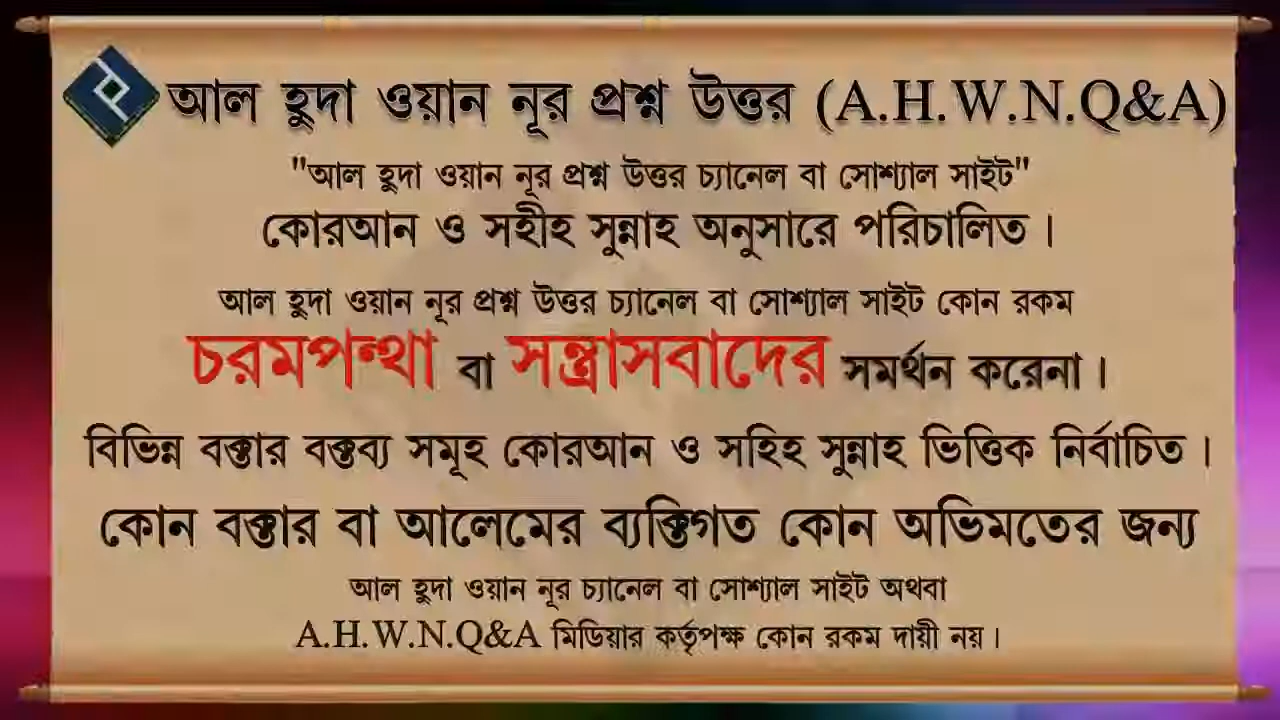 আল হুদা ওয়ান নূর প্রশ্ন উত্তর (A.H.W.N.Q&A)
"আল হুদা ওয়ান নূর প্রশ্ন উত্তর চ্যানেল বা সোশ্যাল সাইট"
কোরআন ও সহীহ সুন্নাহ অনুসারে পরিচালিত।
আল হুদা ওয়ান নূর প্রশ্ন উত্তর চ্যানেল বা সোশ্যাল সাইট কোন রকম
চরমপন্থা বা সন্ত্রাসবাদের সমর্থন করেনা।
বিভিন্ন বক্তার বক্তব্য সমূহ কোরআন ও সহিহ সুন্নাহ ভিত্তিক নির্বাচিত।
কোন বক্তার বা আলেমের ব্যক্তিগত কোন অভিমতের জন্য
আল হুদা ওয়ান নূর চ্যানেল বা সোশ্যাল সাইট অথবা
A.H.W.N.Q&A মিডিয়ার কর্তৃপক্ষ কোন রকম দায়ী নয়।